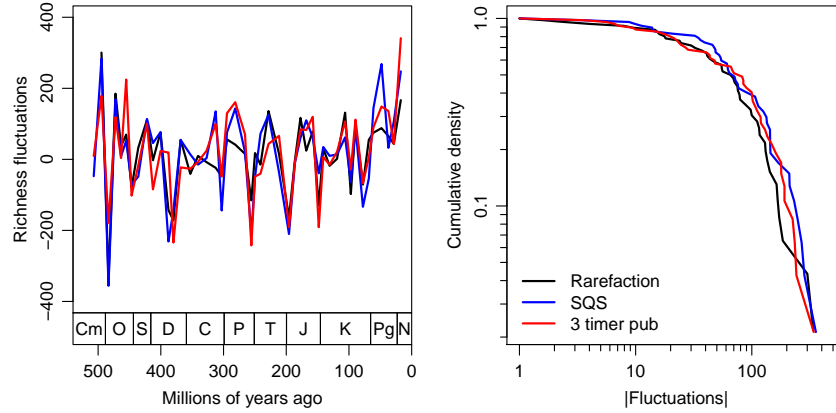 Richness fluctuations
400
200
0
−200
−400
Cm O S D C P T J K Pg N
500 400 300 200 100 0
Millions of years ago
Cumulative density
1.0
0.1
Rarefaction
SQS
3 timer pub
1 10 100
|Fluctuations|